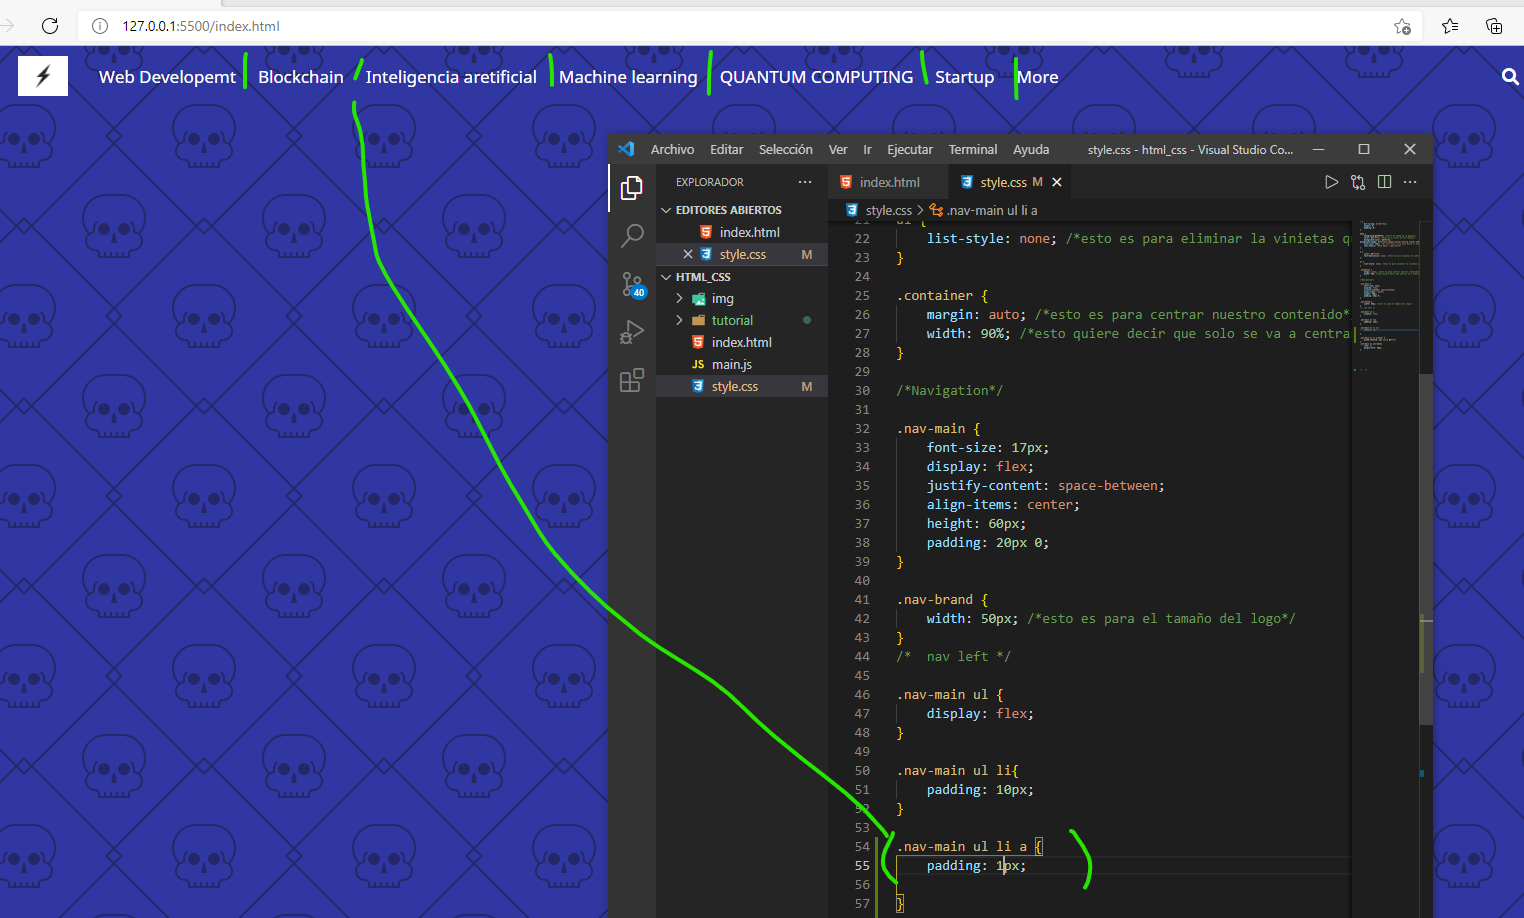 127.0.0.1:5500/index.html
Web Developemt Blockchain Inteligencia aretificial Machine learning QUANTUM COMPUTING Startup More
Archivo Editar Selección Ver Ir Ejecutar Terminal Ayuda style.css - html_css - Visual Studio Co...
EXPLORADOR ...
EDITORES ABIERTOS
index.html
style.css M
HTML_CSS
img
tutorial
index.html
JS main.js
style.css M
40
index.html style.css M
style.css > .nav-main ul li a
21 ul {
22 list-style: none; /*esto es para eliminar la vinietas q
23 }
24
25 .container {
26 margin: auto; /*esto es para centrar nuestro contenido*
27 width: 90%; /*esto quiere decir que solo se va a centra
28 }
29
30 /*Navigation*/
31
32 .nav-main {
33 font-size: 17px;
34 display: flex;
35 justify-content: space-between;
36 align-items: center;
37 height: 60px;
38 padding: 20px 0;
39 }
40
41 .nav-brand {
42 width: 50px; /*esto es para el tamaño del logo*/
43 }
44 /* nav left */
45
46 .nav-main ul {
47 display: flex;
48 }
49
50 .nav-main ul li{
51 padding: 10px;
52 }
53
54 .nav-main ul li a {
55 padding: 1px;
56
57 }